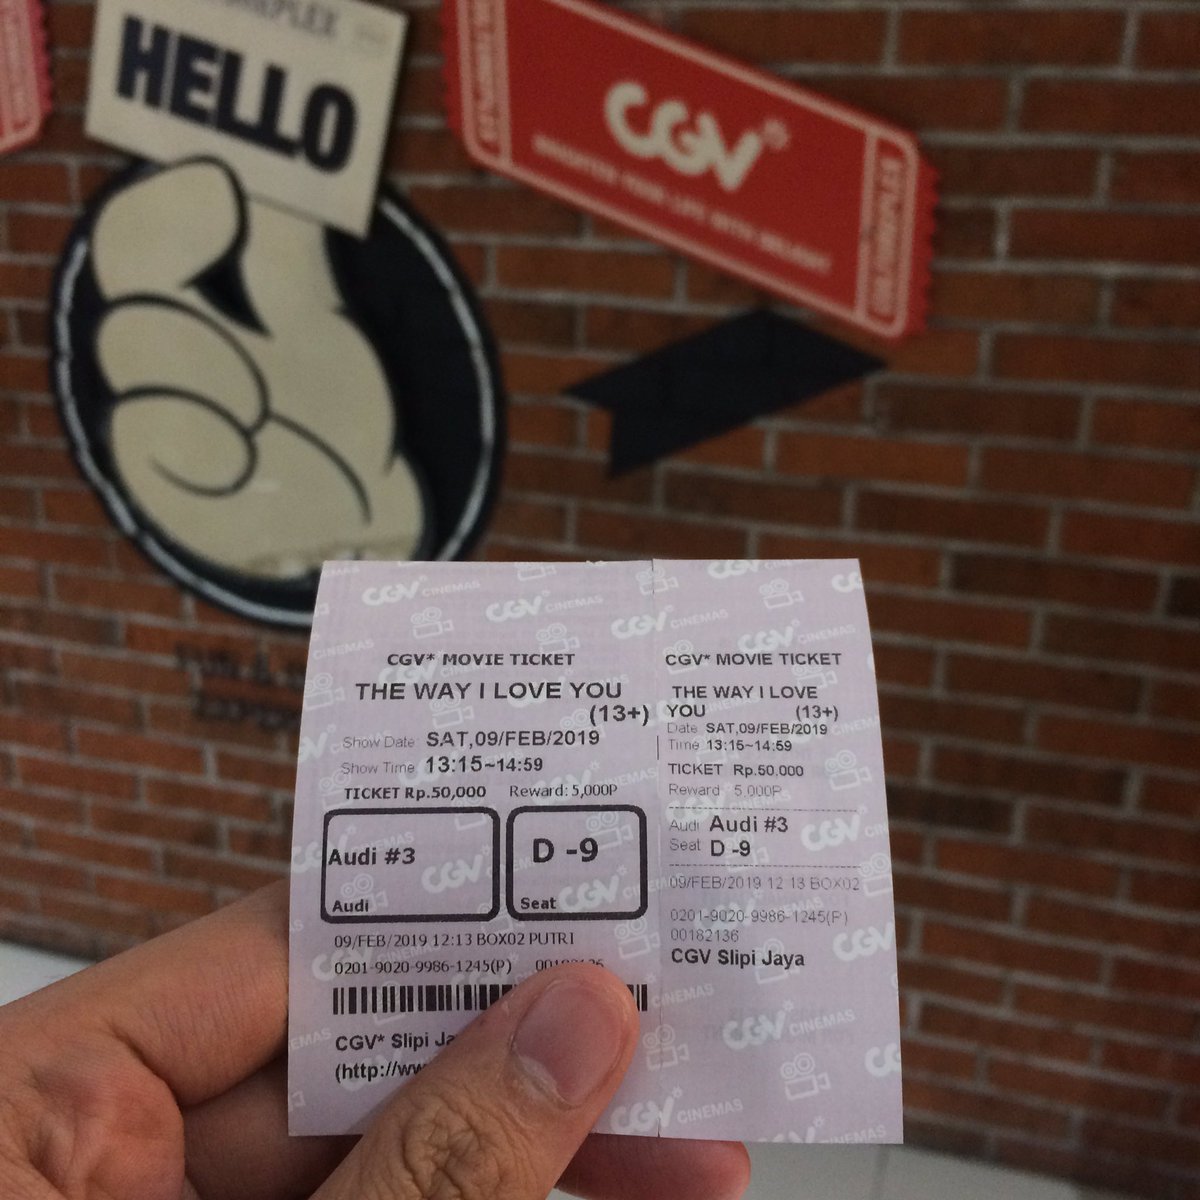 HELLO
CGV*
CGV* MOVIE TICKET
THE WAY I LOVE YOU
(13+)
Show Date: SAT,09/FEB/2019
Show Time 13:15~14:59
TICKET Rp.50,000 Reward: 5,000P
Audi #3
Audi
D -9
Seat
09/FEB/2019 12:13 BOX02 PUTRI
0201-9020-9986-1245(P)
CGV* Slipi
(http://
CGV* MOVIE TICKET
THE WAY I LOVE
YOU (13+)
Date SAT,09/FEB/2019
Time 13:15~14:59
TICKET Rp.50,000
Reward: 5,000P
Audi Audi #3
Seat D -9
09/FEB/2019 12 13 BOX02
0201-9020-9986-1245(P)
00182136
CGV Slipi Jaya
CGV* CINEMAS